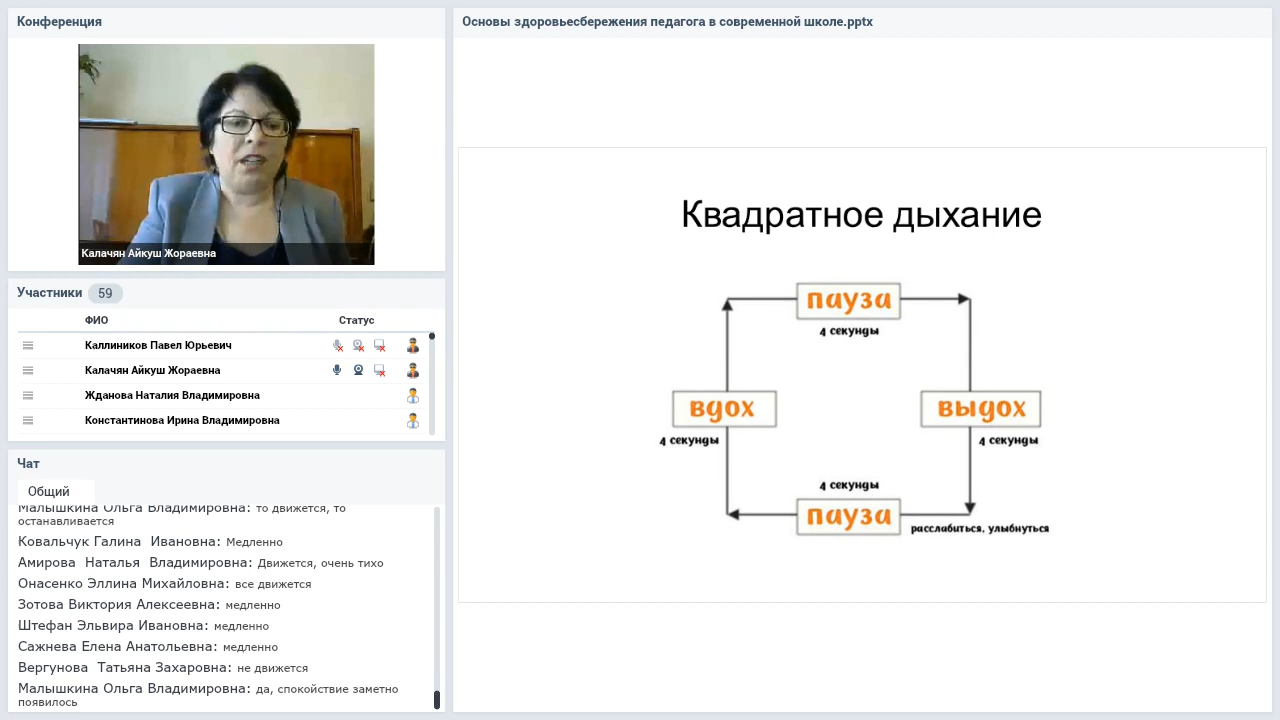 Конференция
Калачян Айкуш Жораевна
Участники 59
ФИО Статус
Каллиников Павел Юрьевич
Калачян Айкуш Жораевна
Жданова Наталия Владимировна
Константинова Ирина Владимировна
Чат
Общий
Малышкина Ольга Владимировна: то движется, то
останавливается
Ковальчук Галина Ивановна: Медленно
Амирова Наталья Владимировна: Движется, очень тихо
Онасенко Эллина Михайловна: все движется
Зотова Виктория Алексеевна: медленно
Штефан Эльвира Ивановна: медленно
Сажнева Елена Анатольевна: медленно
Вергунова Татьяна Захаровна: не движется
Малышкина Ольга Владимировна: да, спокойствие заметно
появилось
Основы здоровьесбережения педагога в современной школе.pptx
Квадратное дыхание
пауза
4 секунды
вдох
4 секунды
выдох
4 секунды
4 секунды
пауза
расслабиться, улыбнуться